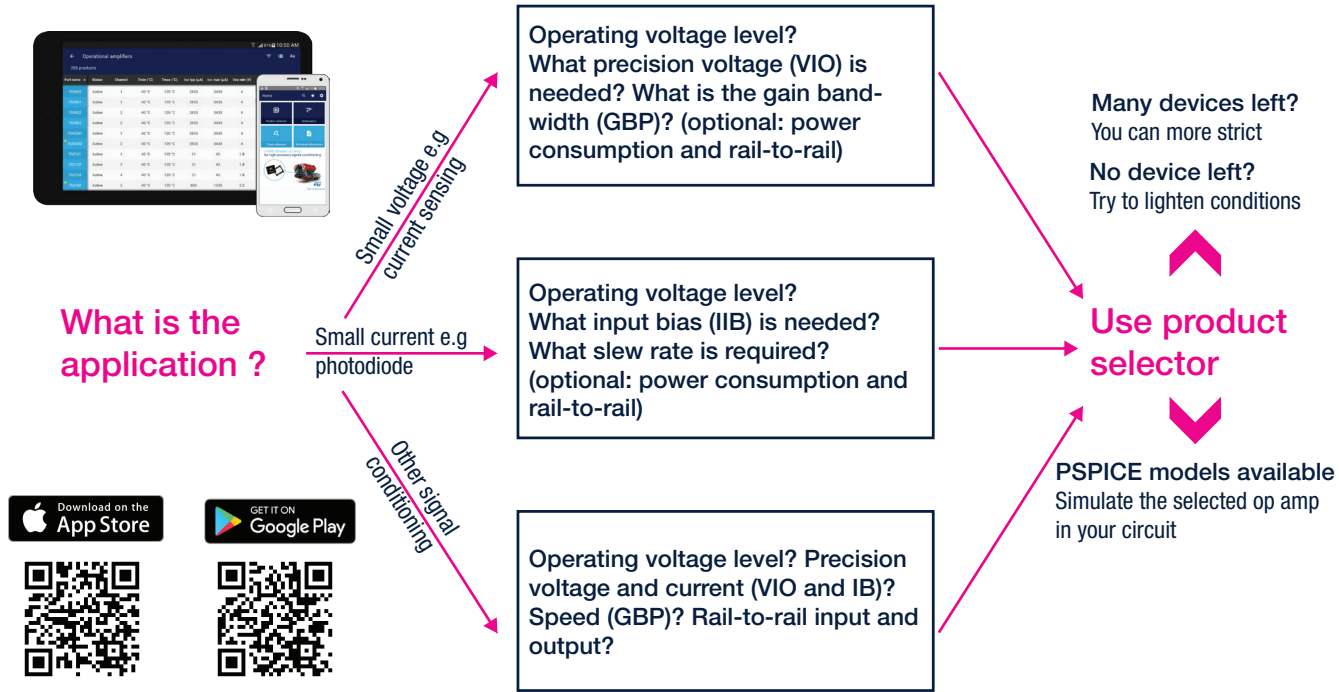 10:50 AM
Operational amplifiers
What is the
application ?
Small voltage e.g
current sensing
Small current e.g
photodiode
Other signal
conditioning
Operating voltage level?
What precision voltage (VIO) is
needed? What is the gain band-
width (GBP)? (optional: power
consumption and rail-to-rail)
Operating voltage level?
What input bias (IIB) is needed?
What slew rate is required?
(optional: power consumption and
rail-to-rail)
Operating voltage level? Precision
voltage and current (VIO and IB)?
Speed (GBP)? Rail-to-rail input and
output?
Many devices left?
You can more strict
No device left?
Try to lighten conditions
Use product
selector
PSPICE models available
Simulate the selected op amp
in your circuit
Download on the
App Store
GET IT ON
Google Play